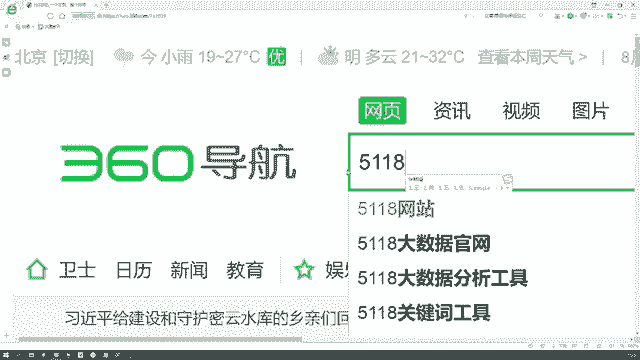 北京 [切换] 今 小雨 19~27°C 优 明 多云 21~32°C 查看本周天气 > 8月
网页 资讯 视频 图片
360导航
5118
5118网站
5118大数据官网
5118大数据分析工具
5118关键词工具
卫士 日历 新闻 教育 娱乐
习近平给建设和守护密云水库的乡亲们回